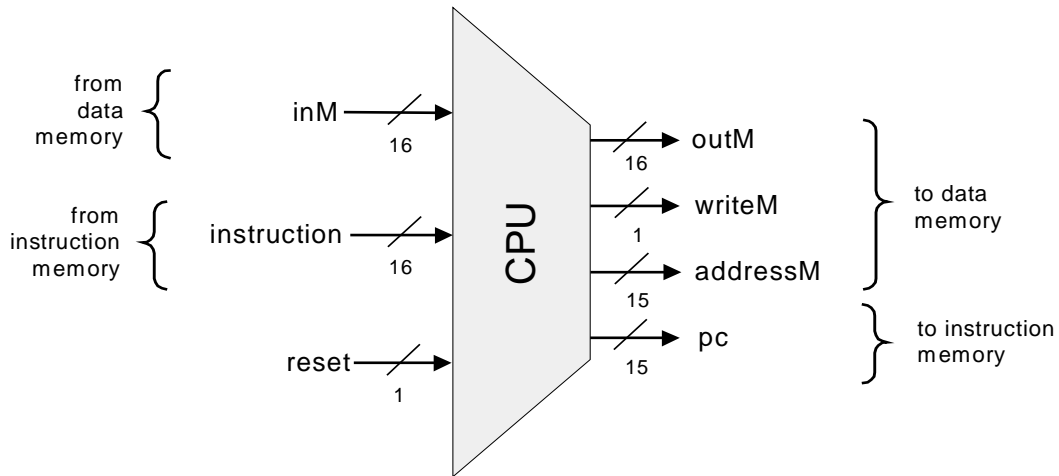 from
data
memory
inM
16
from
instruction
memory
instruction
16
reset
1
CPU
outM
16
writeM
1
addressM
15
pc
15
to data
memory
to instruction
memory